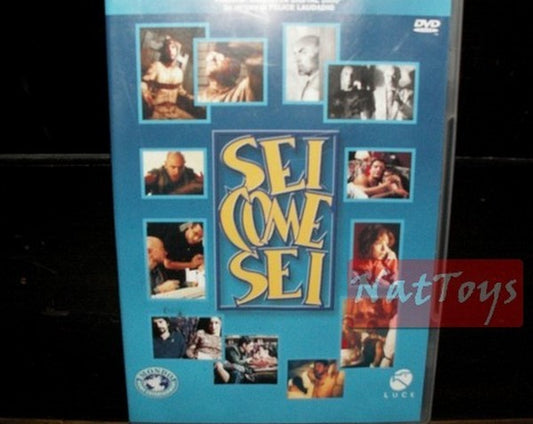 DVD
SEI
COME
SEI
NatToys
MONDO
LUCE